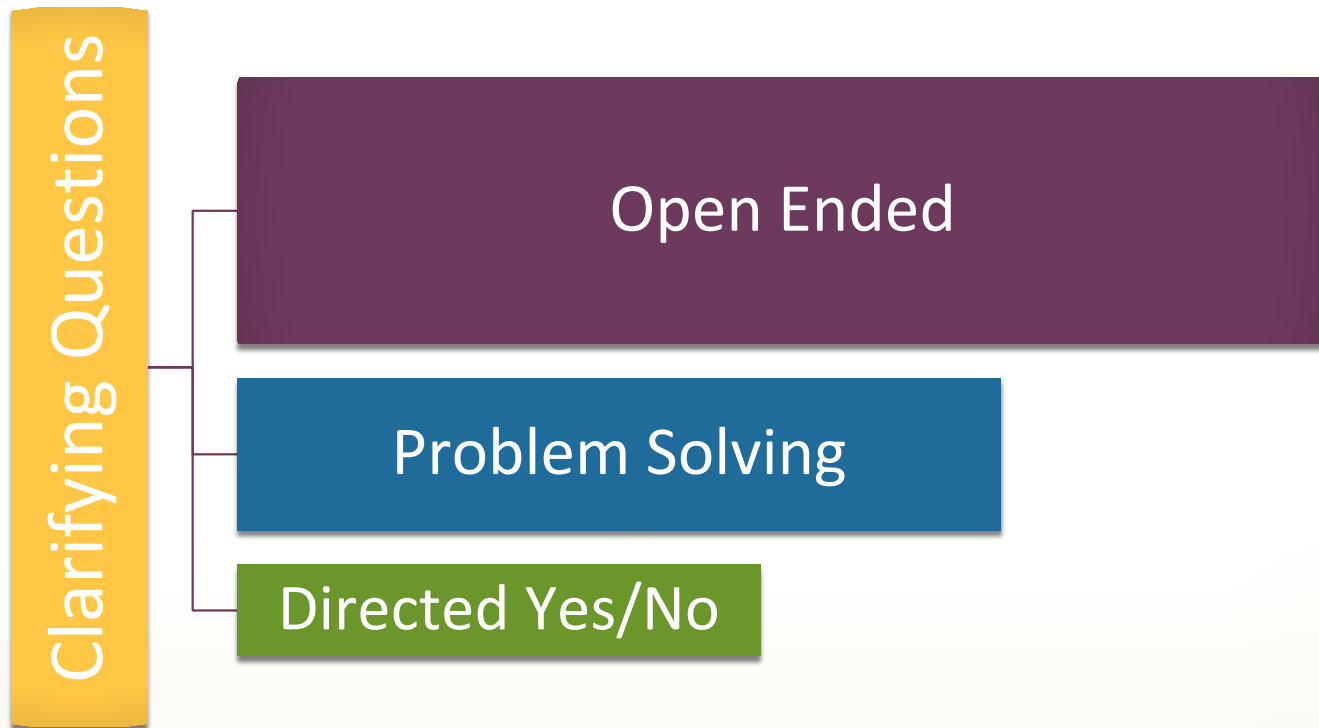 Clarifying Questions
Open Ended
Problem Solving
Directed Yes/No